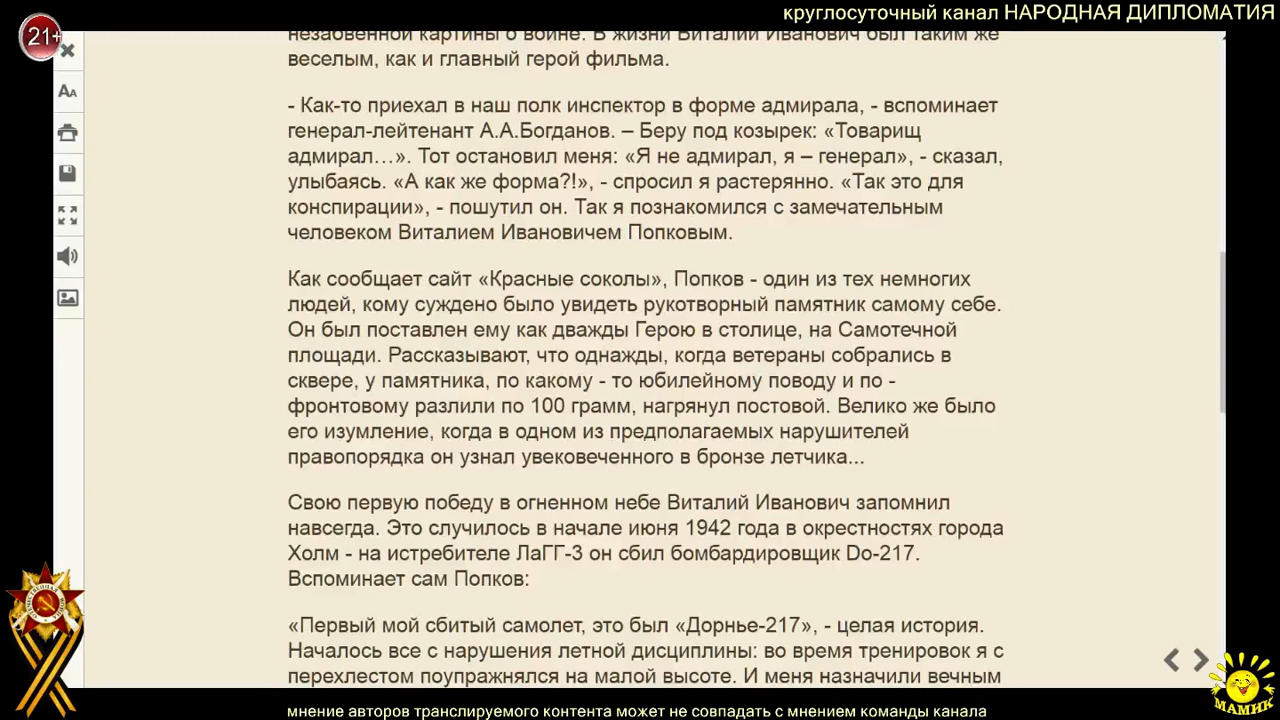 круглосуточный канал НАРОДНАЯ ДИПЛОМАТИЯ
21+
незабвенной картины о войне. В жизни Виталий Иванович был таким же
веселым, как и главный герой фильма.
- Как-то приехал в наш полк инспектор в форме адмирала, - вспоминает
генерал-лейтенант А.А.Богданов. – Беру под козырек: «Товарищ
адмирал…». Тот остановил меня: «Я не адмирал, я – генерал», - сказал,
улыбаясь. «А как же форма?!», - спросил я растерянно. «Так это для
конспирации», - пошутил он. Так я познакомился с замечательным
человеком Виталием Ивановичем Попковым.
Как сообщает сайт «Красные соколы», Попков - один из тех немногих
людей, кому суждено было увидеть рукотворный памятник самому себе.
Он был поставлен ему как дважды Герою в столице, на Самотечной
площади. Рассказывают, что однажды, когда ветераны собрались в
сквере, у памятника, по какому - то юбилейному поводу и по -
фронтовому разлили по 100 грамм, нагрянул постовой. Велико же было
его изумление, когда в одном из предполагаемых нарушителей
правопорядка он узнал увековеченного в бронзе летчика...
Свою первую победу в огненном небе Виталий Иванович запомнил
навсегда. Это случилось в начале июня 1942 года в окрестностях города
Холм - на истребителе ЛаГГ-3 он сбил бомбардировщик Do-217.
Вспоминает сам Попков:
«Первый мой сбитый самолет, это был «Дорнье-217», - целая история.
Началось все с нарушения летной дисциплины: во время тренировок я с
перехлестом поупражнялся на малой высоте. И меня назначили вечным
МАМИК
мнение авторов транслируемого контента может не совпадать с мнением команды канала